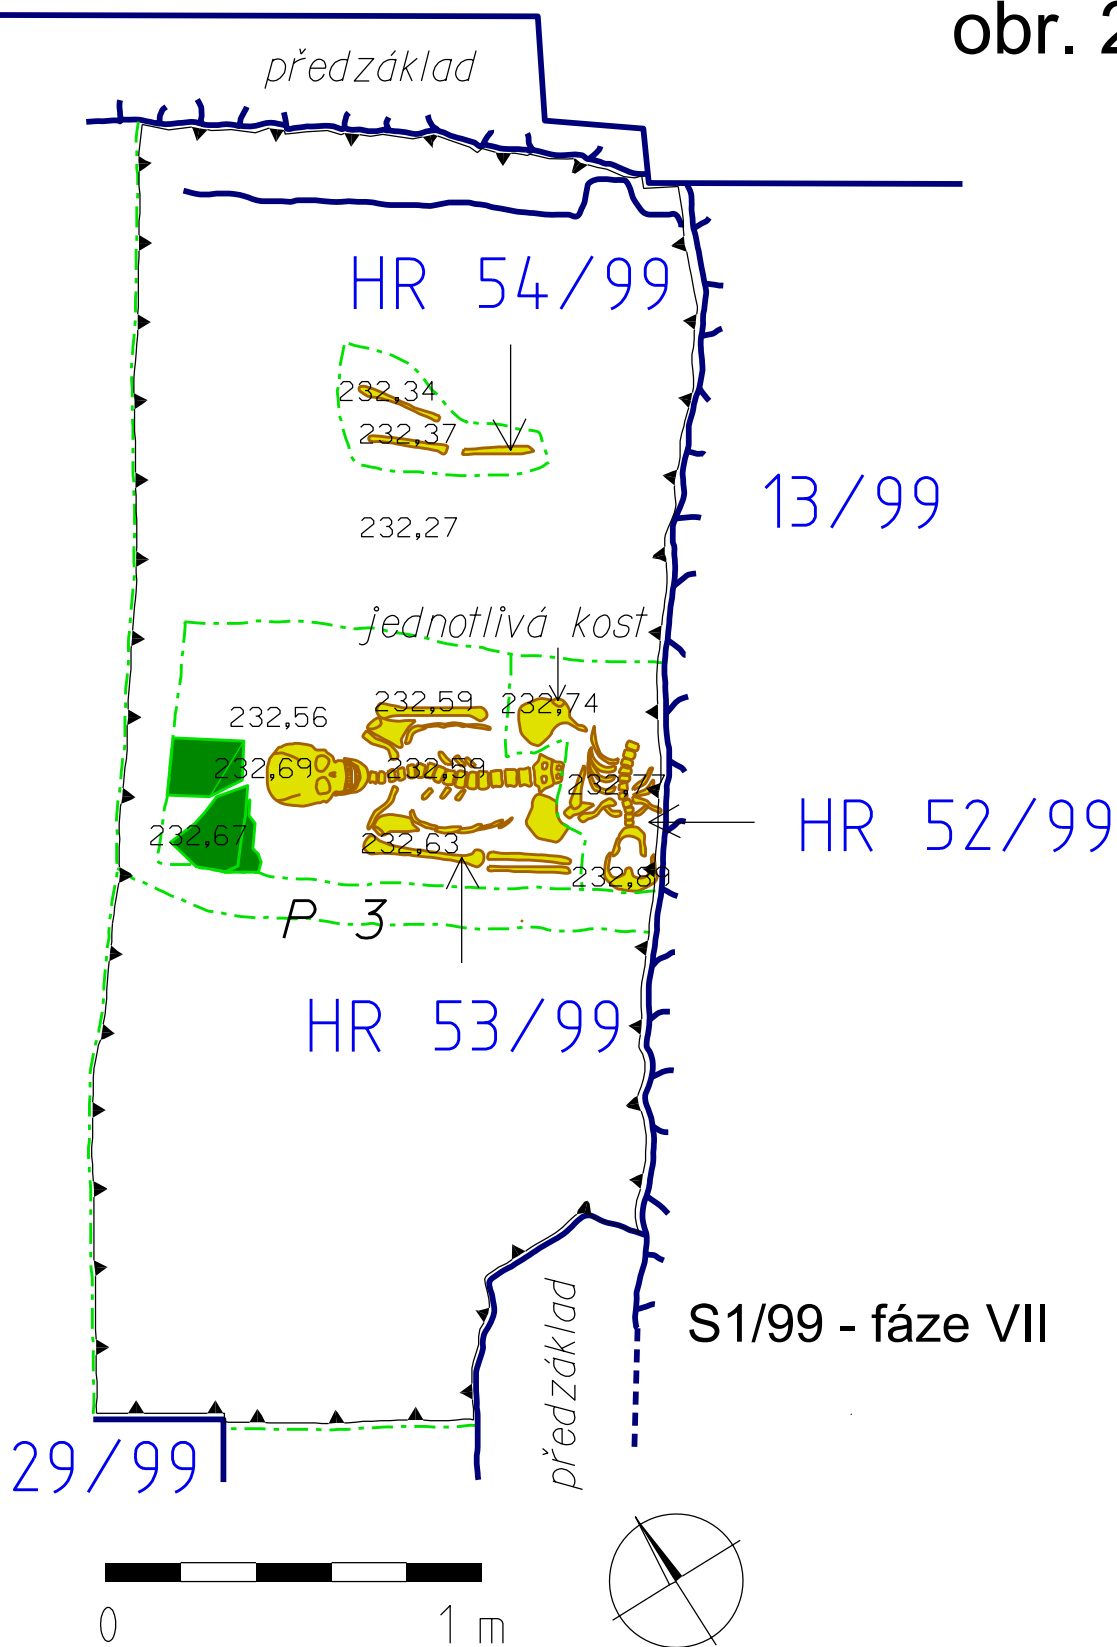 obr. 2
předzáklad
HR 54/99
232,34
232,37
13/99
232,27
jednotlivá kost
232,59
232,74
232,56
232,69
232,59
232,77
HR 52/99
232,67
232,63
232,89
P 3
HR 53/99
předzáklad
S1/99 - fáze VII
29/99
0
1 m